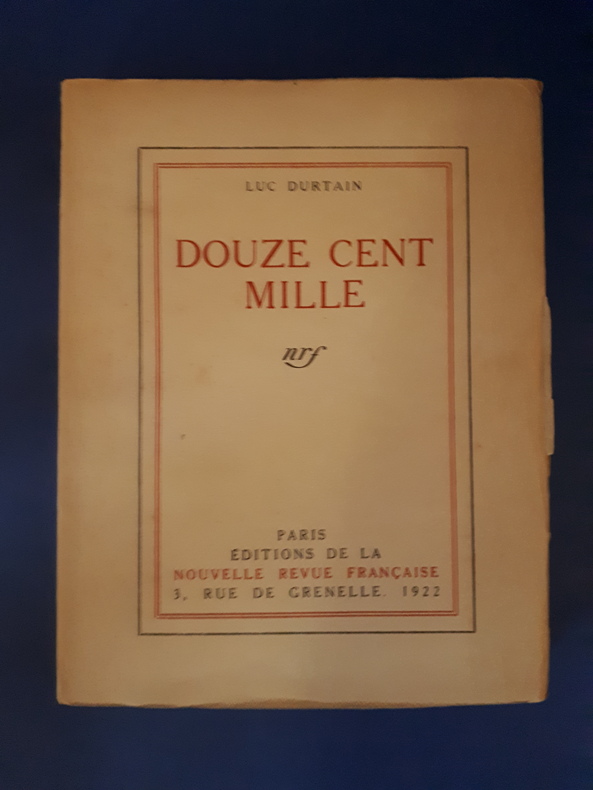 LUC DURTAIN
DOUZE CENT
MILLE
nrf
PARIS
ÉDITIONS DE LA
NOUVELLE REVUE FRANÇAISE
3, RUE DE GRENELLE. 1922